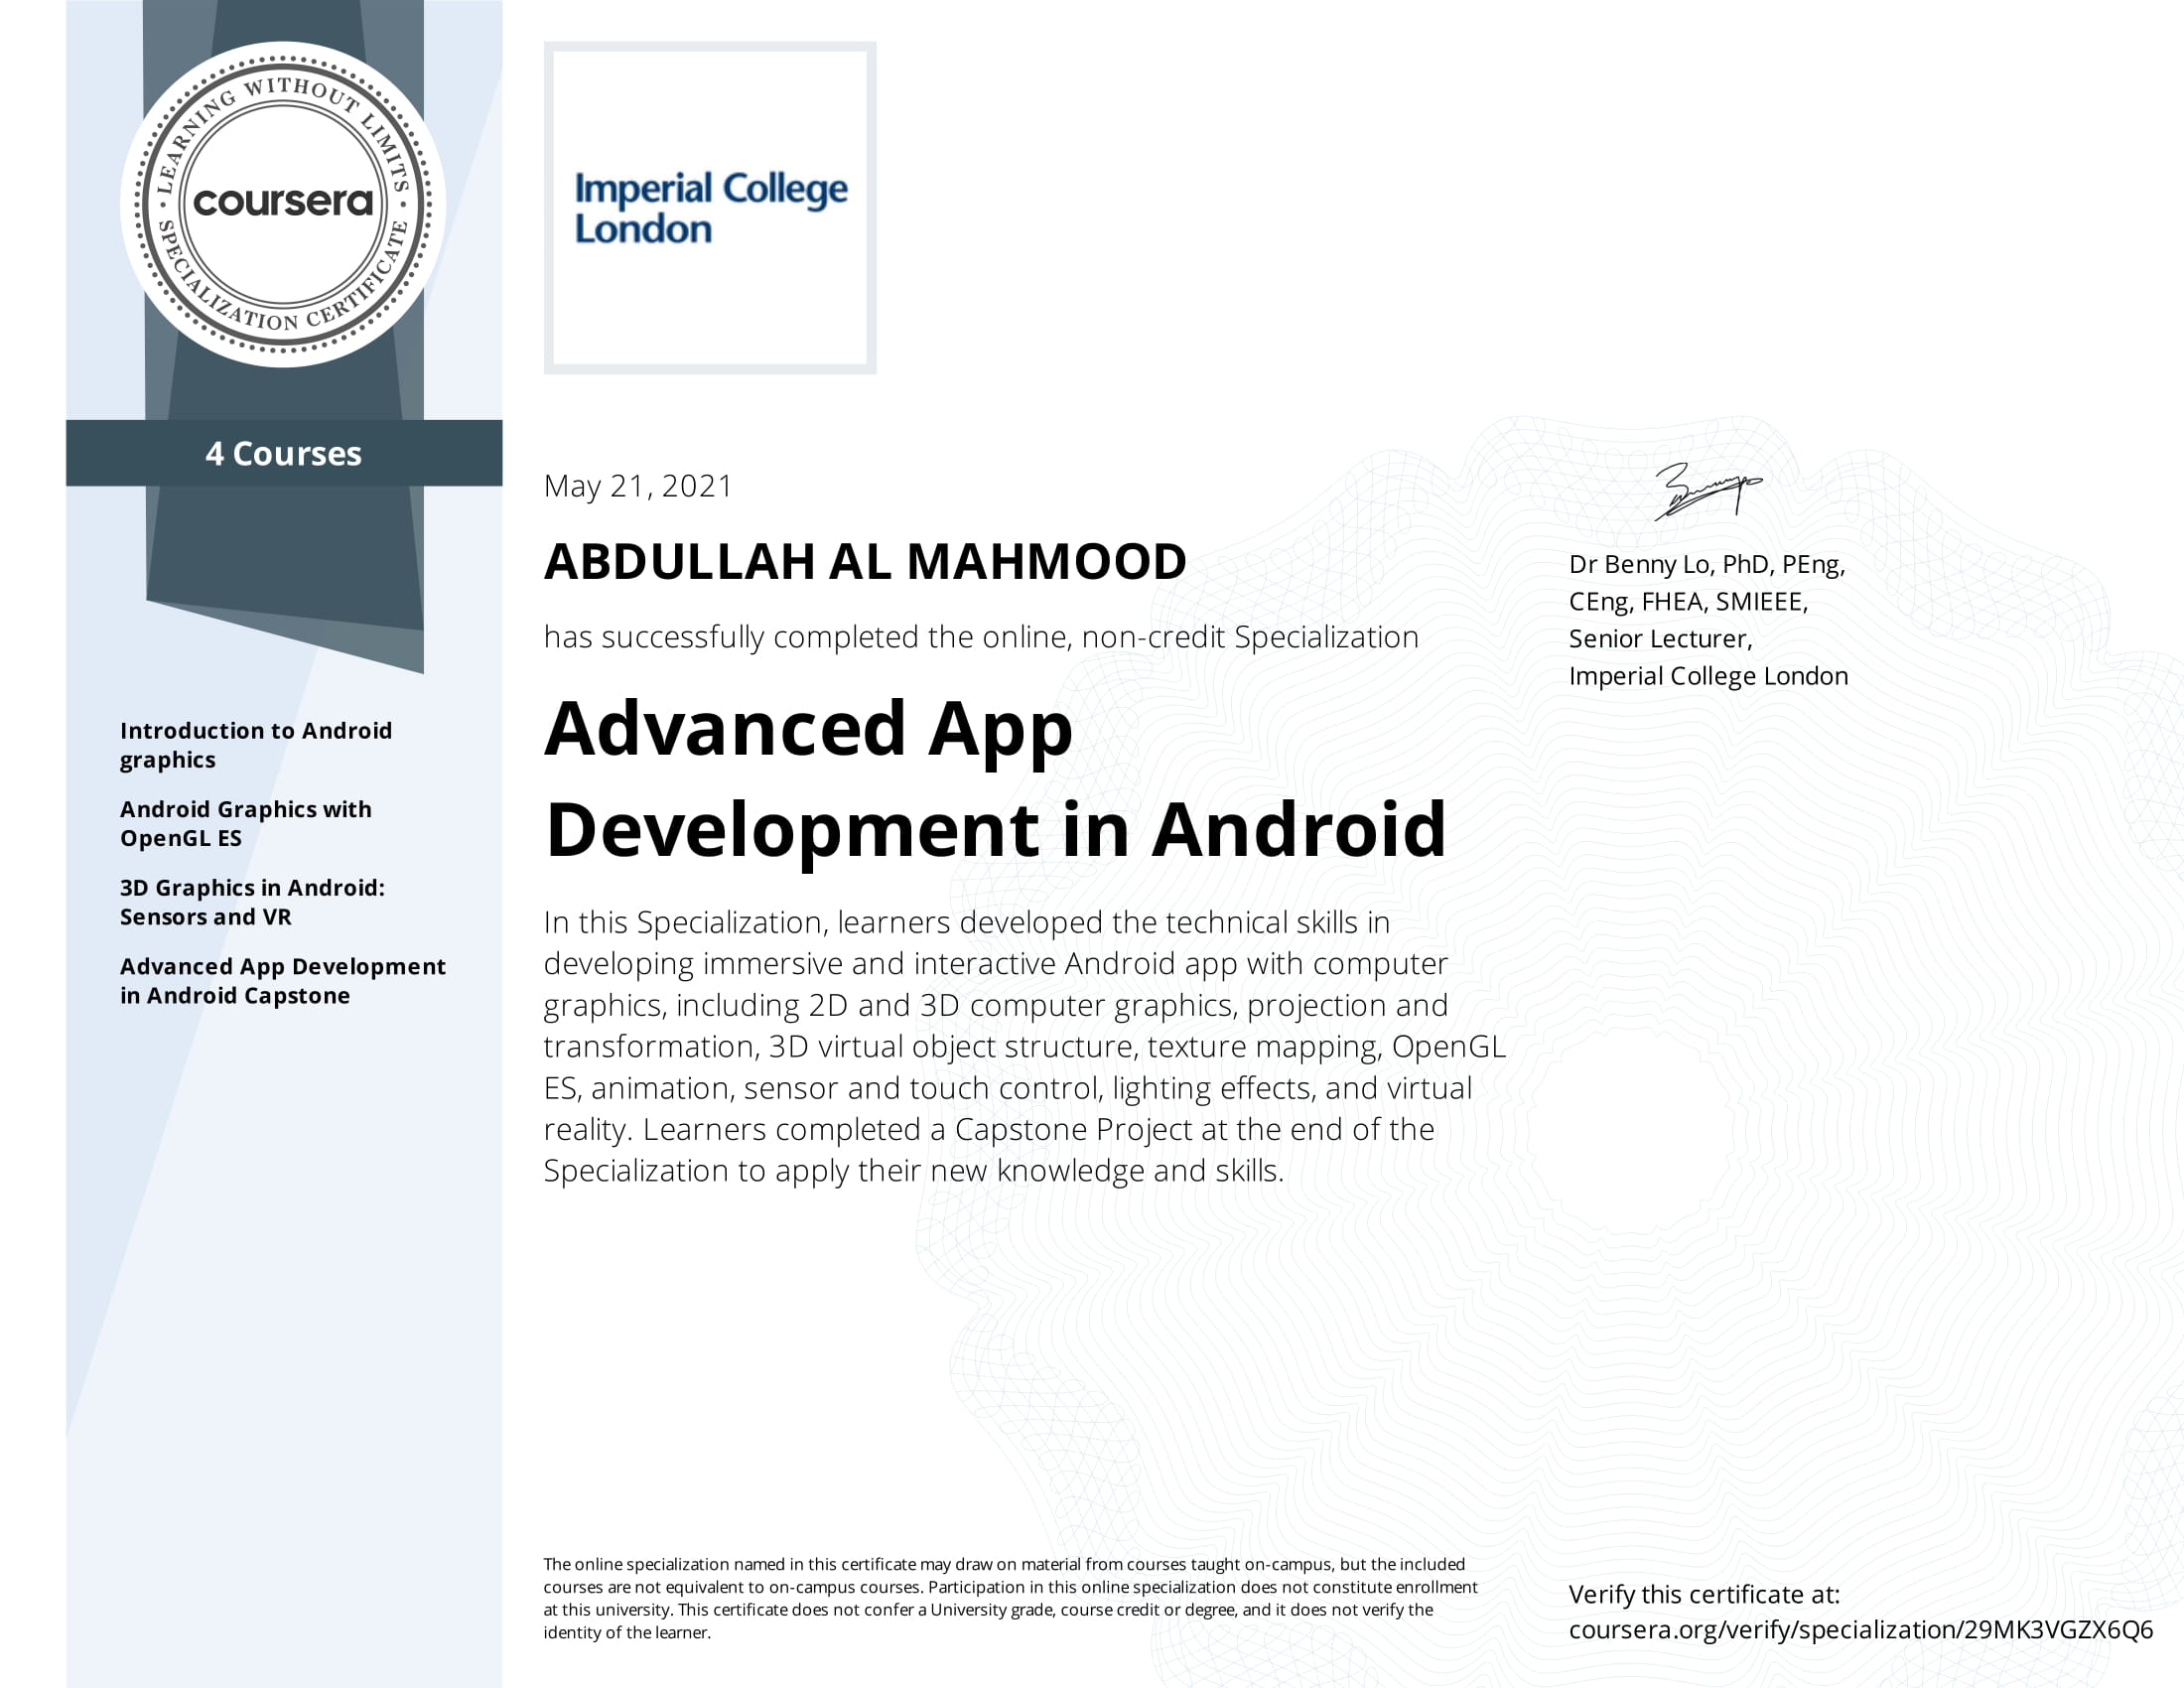 LEARNING WITHOUT LIMITS
coursera
SPECIALIZATION CERTIFICATE
4 Courses
Introduction to Android
graphics
Android Graphics with
OpenGL ES
3D Graphics in Android:
Sensors and VR
Advanced App Development
in Android Capstone
Imperial College
London
May 21, 2021
ABDULLAH AL MAHMOOD
has successfully completed the online, non-credit Specialization
Advanced App
Development in Android
In this Specialization, learners developed the technical skills in
developing immersive and interactive Android app with computer
graphics, including 2D and 3D computer graphics, projection and
transformation, 3D virtual object structure, texture mapping, OpenGL
ES, animation, sensor and touch control, lighting effects, and virtual
reality. Learners completed a Capstone Project at the end of the
Specialization to apply their new knowledge and skills.
Dr Benny Lo, PhD, PEng,
CEng, FHEA, SMIEEE,
Senior Lecturer,
Imperial College London
The online specialization named in this certificate may draw on material from courses taught on-campus, but the included
courses are not equivalent to on-campus courses. Participation in this online specialization does not constitute enrollment
at this university. This certificate does not confer a University grade, course credit or degree, and it does not verify the
identity of the learner.
Verify this certificate at:
coursera.org/verify/specialization/29MK3VGZX6Q6